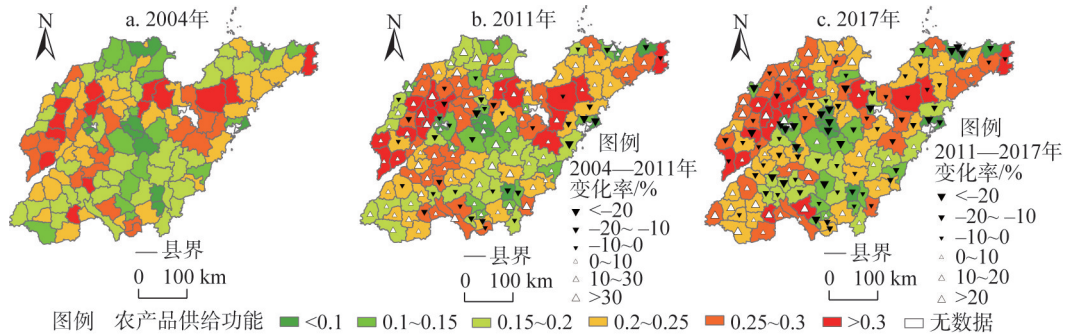 a. 2004年
b. 2011年
c. 2017年
N
N
N
县界
0 100 km
图例
2004—2011年
变化率/%
<–20
–20~ –10
–10~0
0~10
10~30
>30
县界
0 100 km
图例
2011—2017年
变化率/%
<–20
–20~ –10
–10~0
0~10
10~20
>20
县界
0 100 km
图例 农产品供给功能 <0.1 0.1~0.15 0.15~0.2 0.2~0.25 0.25~0.3 >0.3 无数据